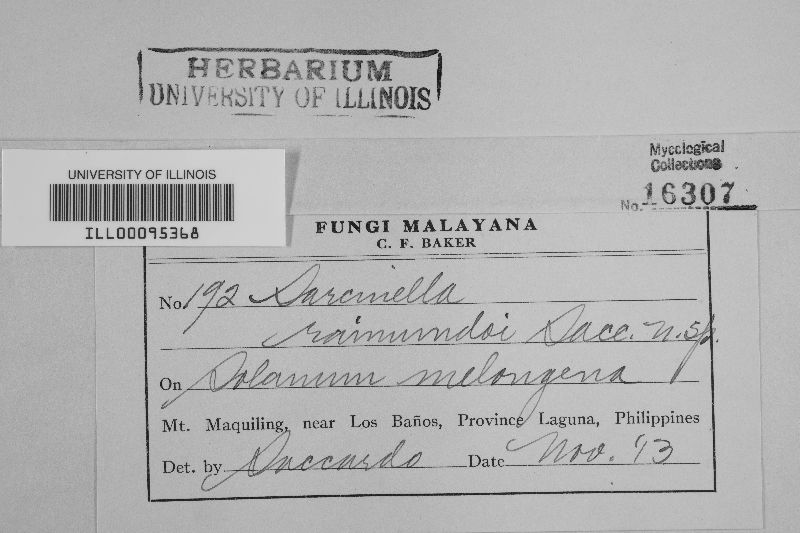 HERBARIUM
UNIVERSITY OF ILLINOIS
Mycological
Collections
No. 16307
UNIVERSITY OF ILLINOIS
ILL00095368
FUNGI MALAYANA
C. F. BAKER
No. 192 Sarcinella
raimundoi Sacc. n. sp.
On Solanum melongena
Mt. Maquiling, near Los Baños, Province Laguna, Philippines
Det. by Saccardo Date Nov. '13